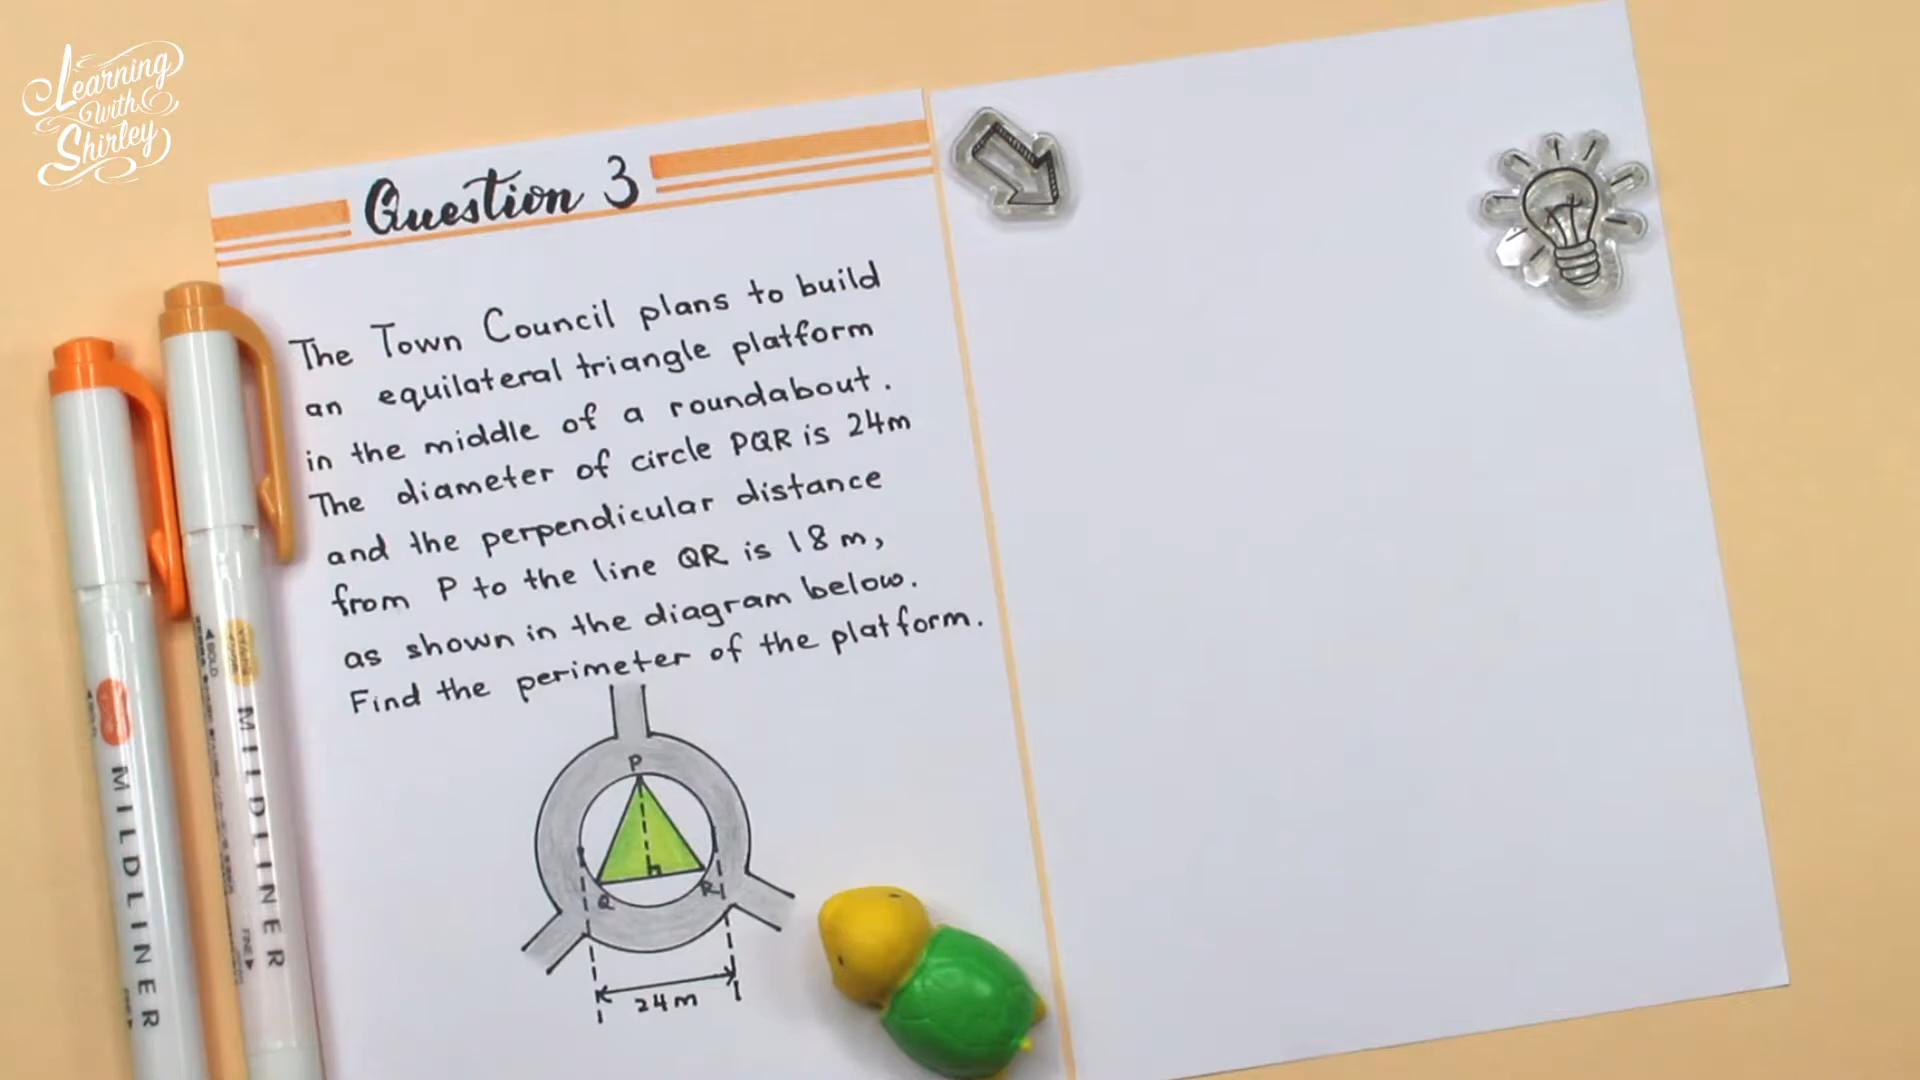 Learning
With
Shirley
Question 3
The Town Council plans to build
an equilateral triangle platform
in the middle of a roundabout.
The diameter of circle PQR is 24m
and the perpendicular distance
from P to the line QR is 18m,
as shown in the diagram below.
Find the perimeter of the platform.
P
Q
R
24m
MILDLINER
MILDLINER